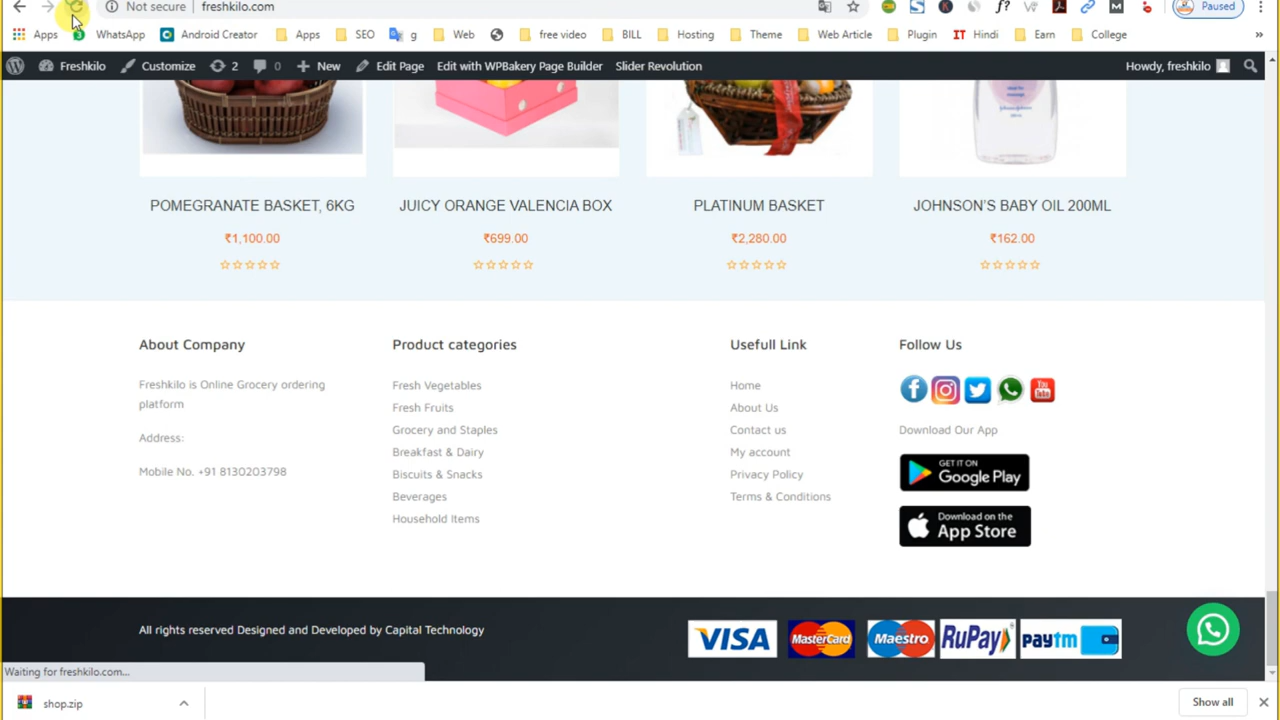 Not secure freshkilo.com Paused
Apps WhatsApp Android Creator Apps SEO g Web free video BILL Hosting Theme Web Article Plugin IT Hindi Earn College »
Freshkilo Customize 2 0 New Edit Page Edit with WPBakery Page Builder Slider Revolution Howdy, freshkilo
POMEGRANATE BASKET, 6KG JUICY ORANGE VALENCIA BOX PLATINUM BASKET JOHNSON'S BABY OIL 200ML
₹1,100.00 ₹699.00 ₹2,280.00 ₹162.00
About Company Product categories Usefull Link Follow Us
Freshkilo is Online Grocery ordering
platform
Address:
Mobile No. +91 8130203798
Fresh Vegetables
Fresh Fruits
Grocery and Staples
Breakfast & Dairy
Biscuits & Snacks
Beverages
Household Items
Home
About Us
Contact us
My account
Privacy Policy
Terms & Conditions
You Tube
Download Our App
GET IT ON
Google Play
Download on the
App Store
All rights reserved Designed and Developed by Capital Technology
VISA MasterCard Maestro RuPay paytm
Waiting for freshkilo.com...
shop.zip Show all